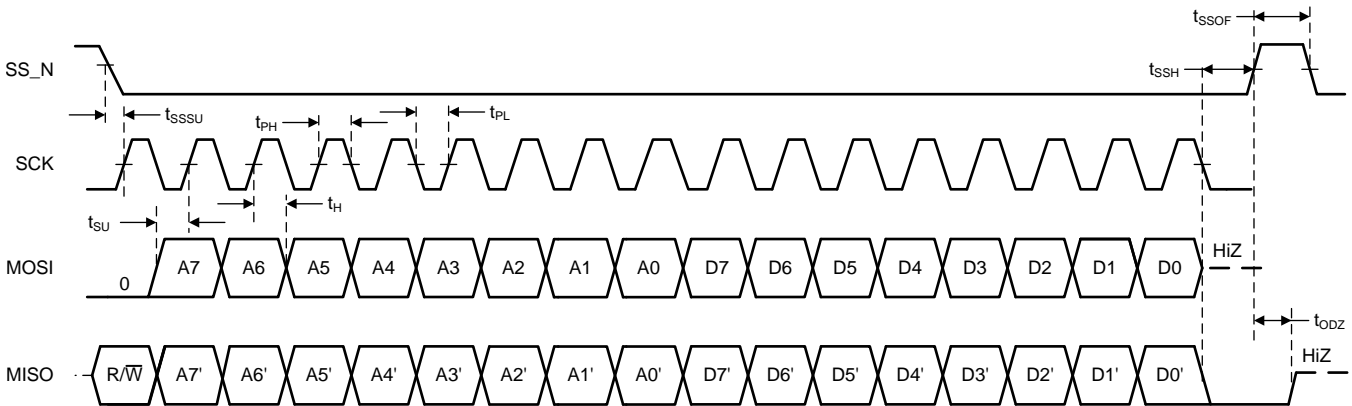 tSSOF
SS_N
tSSH
tSSSU
tPH
tPL
SCK
tSU
tH
MOSI
0
A7 A6 A5 A4 A3 A2 A1 A0 D7 D6 D5 D4 D3 D2 D1 D0
HiZ
tODZ
MISO
R/W̅
A7' A6' A5' A4' A3' A2' A1' A0' D7' D6' D5' D4' D3' D2' D1' D0'
HiZ